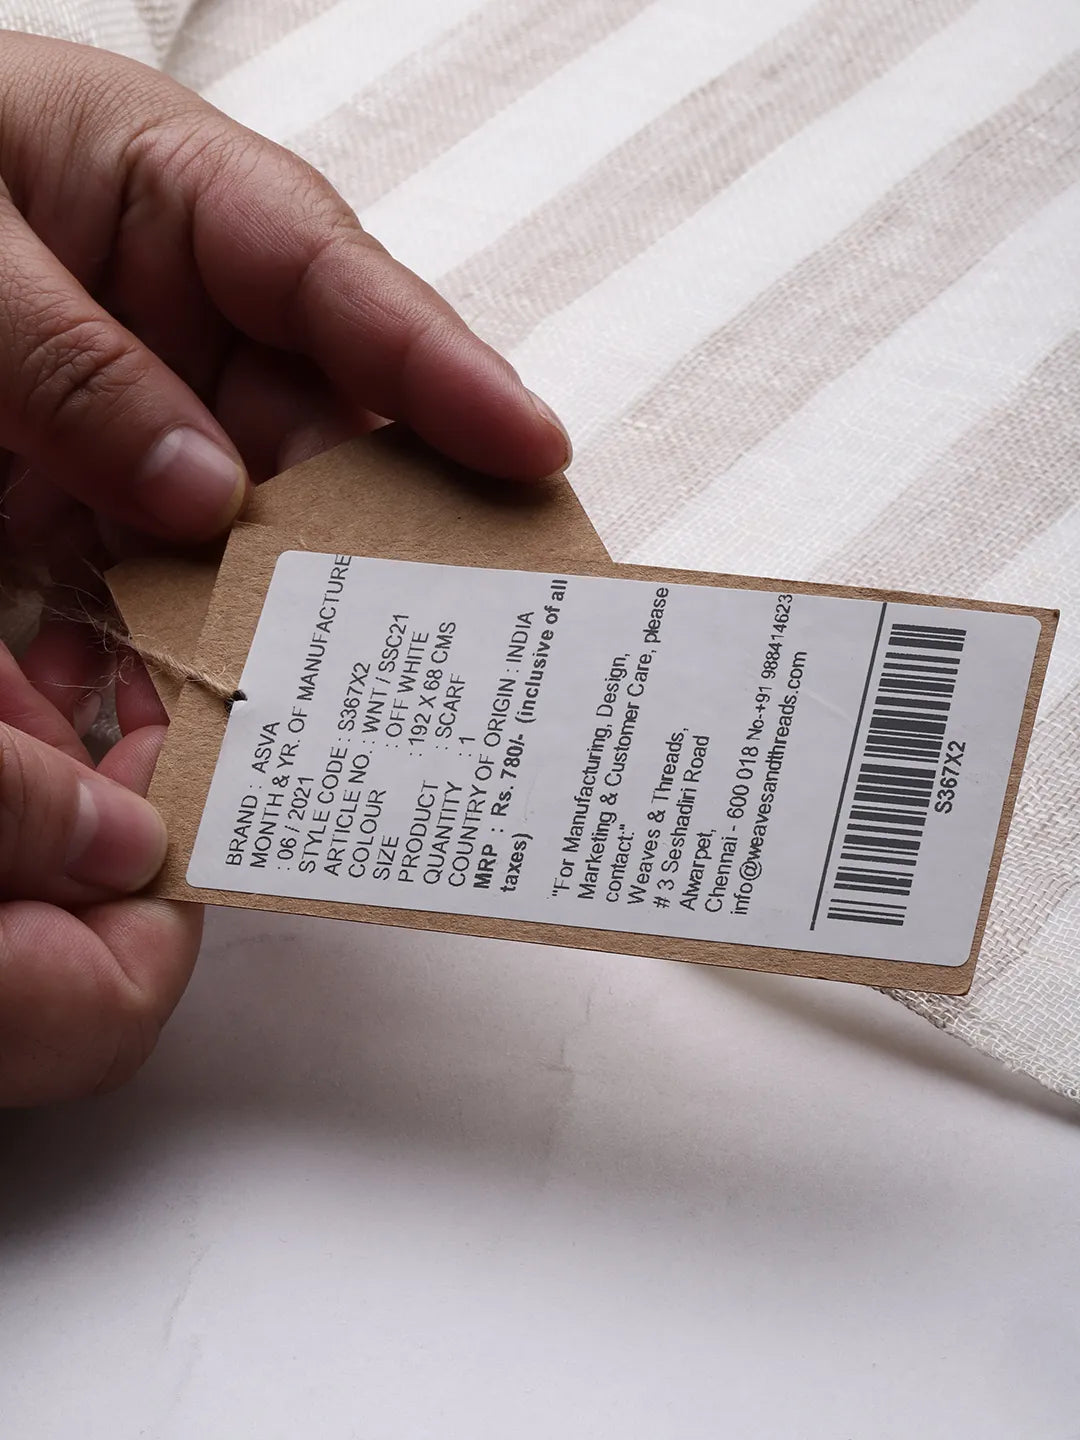 BRAND : ASVA
MONTH & YR. OF MANUFACTURE
: 06 / 2021
STYLE CODE : S367X2
ARTICLE NO. : WNT / SSC21
COLOUR : OFF WHITE
SIZE : 192 X 68 CMS
PRODUCT : SCARF
QUANTITY : 1
COUNTRY OF ORIGIN : INDIA
MRP : Rs. 780/- (inclusive of all
taxes)
"For Manufacturing, Design,
Marketing & Customer Care, please
contact:"
Weaves & Threads,
# 3 Seshadiri Road
Alwarpet,
Chennai - 600 018 No-+91 988414623
info@weavesandthreads.com
S367X2